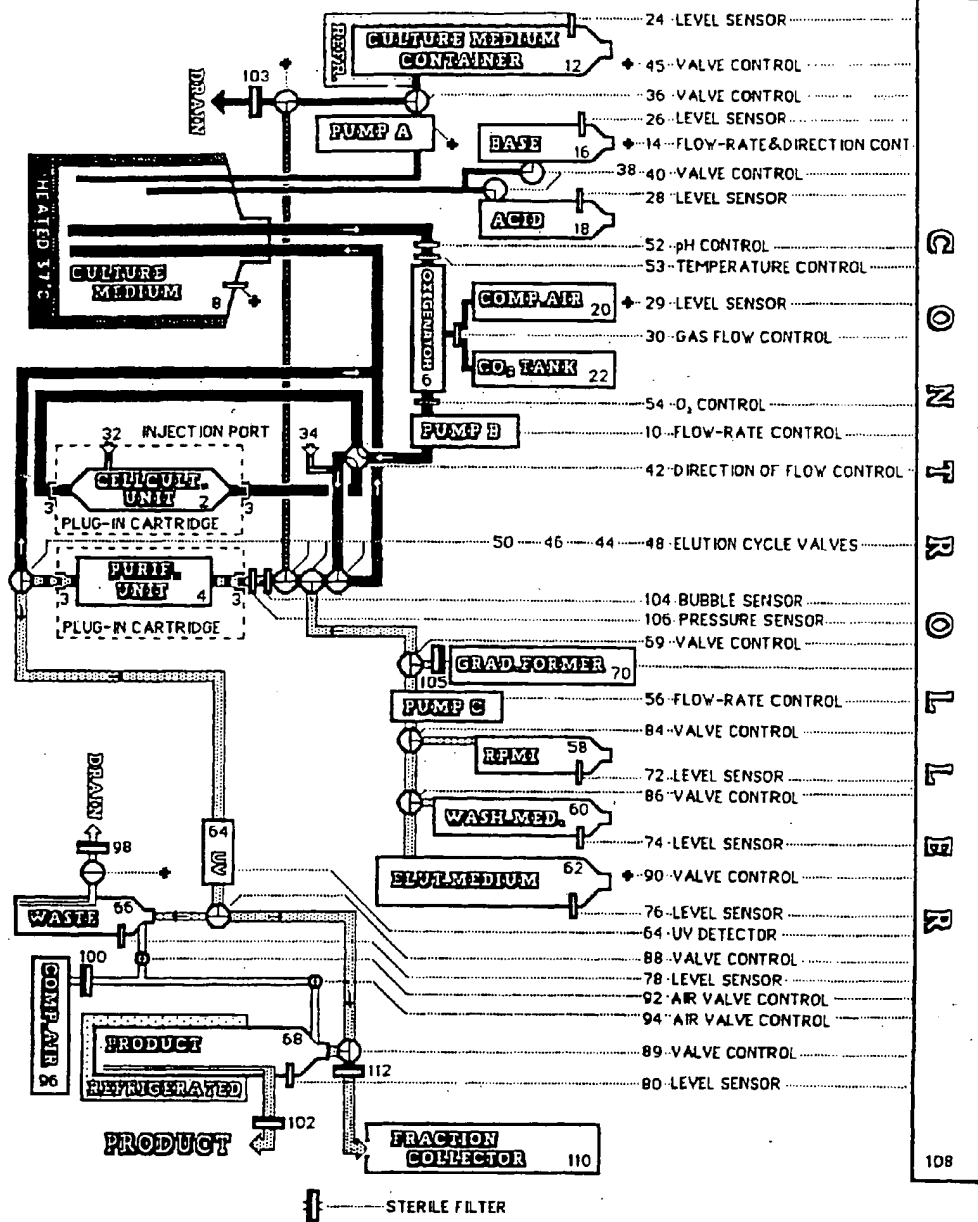 24 LEVEL SENSOR
REFR.
CULTURE MEDIUM
CONTAINER
12
+ 45 VALVE CONTROL
103
DRAIN
36 VALVE CONTROL
26 LEVEL SENSOR
PUMP A
+
BASE
16
+ 14 FLOW-RATE&DIRECTION CONT
38
40 VALVE CONTROL
28 LEVEL SENSOR
ACID
18
HEATED 37°C
52 pH CONTROL
53 TEMPERATURE CONTROL
CULTURE
MEDIUM
8
+
OXIGENATOR
6
COMP.AIR
20
+ 29 LEVEL SENSOR
30 GAS FLOW CONTROL
CO₂ TANK
22
54 O₂ CONTROL
PUMP B
10 FLOW-RATE CONTROL
32
INJECTION PORT
34
42 DIRECTION OF FLOW CONTROL
CELLCULT.
UNIT
2
3
3
PLUG-IN CARTRIDGE
50 46 44 48 ELUTION CYCLE VALVES
PURIF.
UNIT
4
3
3
PLUG-IN CARTRIDGE
104 BUBBLE SENSOR
106 PRESSURE SENSOR
69 VALVE CONTROL
GRAD.FORMER
70
105
PUMP C
56 FLOW-RATE CONTROL
84 VALVE CONTROL
RPMI
58
72 LEVEL SENSOR
86 VALVE CONTROL
WASH MED.
60
74 LEVEL SENSOR
DRAIN
98
+
64
UV
ELUT.MEDIUM
62
+ 90 VALVE CONTROL
76 LEVEL SENSOR
WASTE
66
64 UV DETECTOR
88 VALVE CONTROL
78 LEVEL SENSOR
92 AIR VALVE CONTROL
94 AIR VALVE CONTROL
100
COMP.AIR
96
PRODUCT
68
REFRIGERATED
89 VALVE CONTROL
112
80 LEVEL SENSOR
102
PRODUCT
FRACTION
COLLECTOR
110
STERILE FILTER
CONTROLLER
108